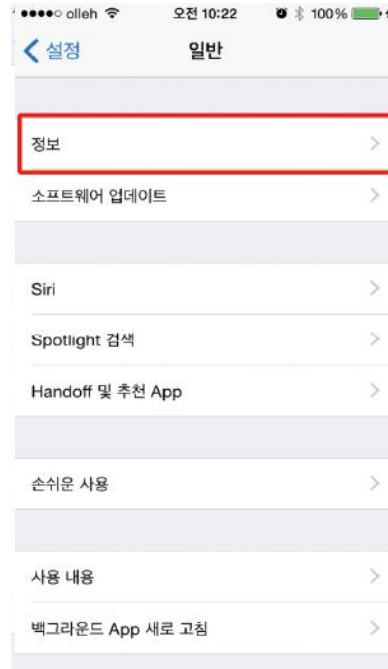 olleh 오전 10:22 100%
설정 일반
정보
소프트웨어 업데이트
Siri
Spotlight 검색
Handoff 및 추천 App
손쉬운 사용
사용 내용
백그라운드 App 새로 고침